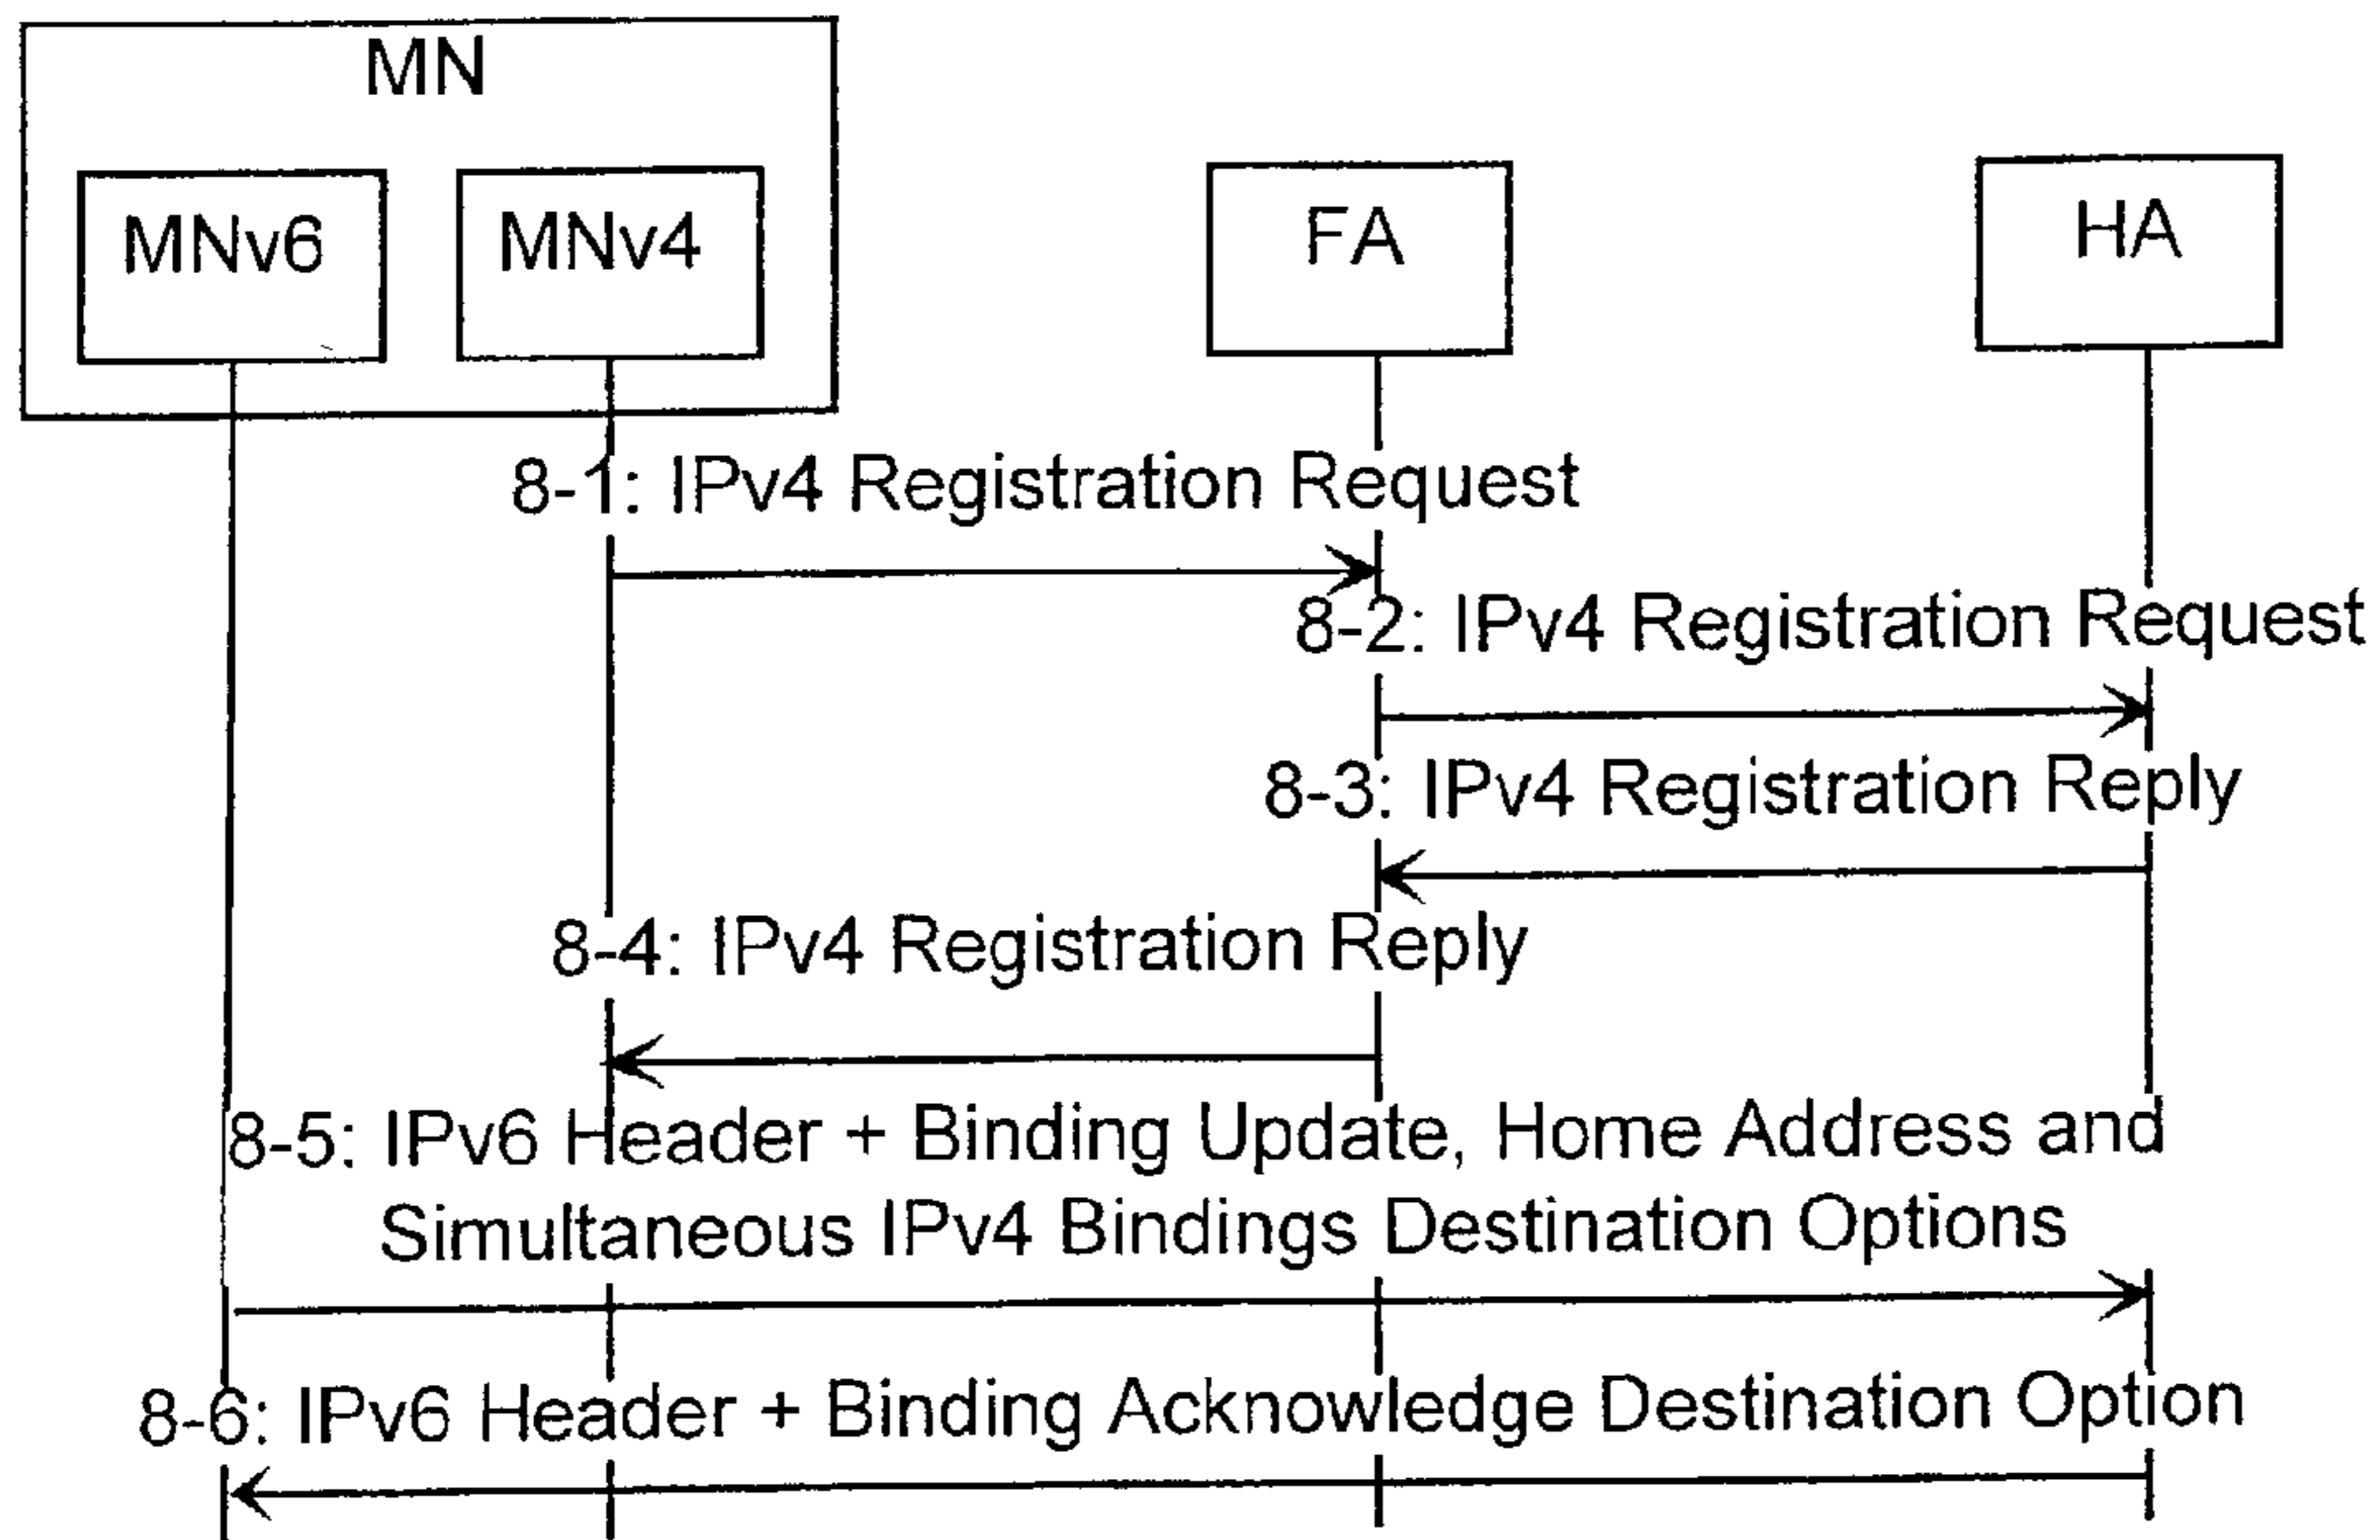 MN
MNv6
MNv4
FA
HA
8-1: IPv4 Registration Request
8-2: IPv4 Registration Request
8-3: IPv4 Registration Reply
8-4: IPv4 Registration Reply
8-5: IPv6 Header + Binding Update, Home Address and
Simultaneous IPv4 Bindings Destination Options
8-6: IPv6 Header + Binding Acknowledge Destination Option